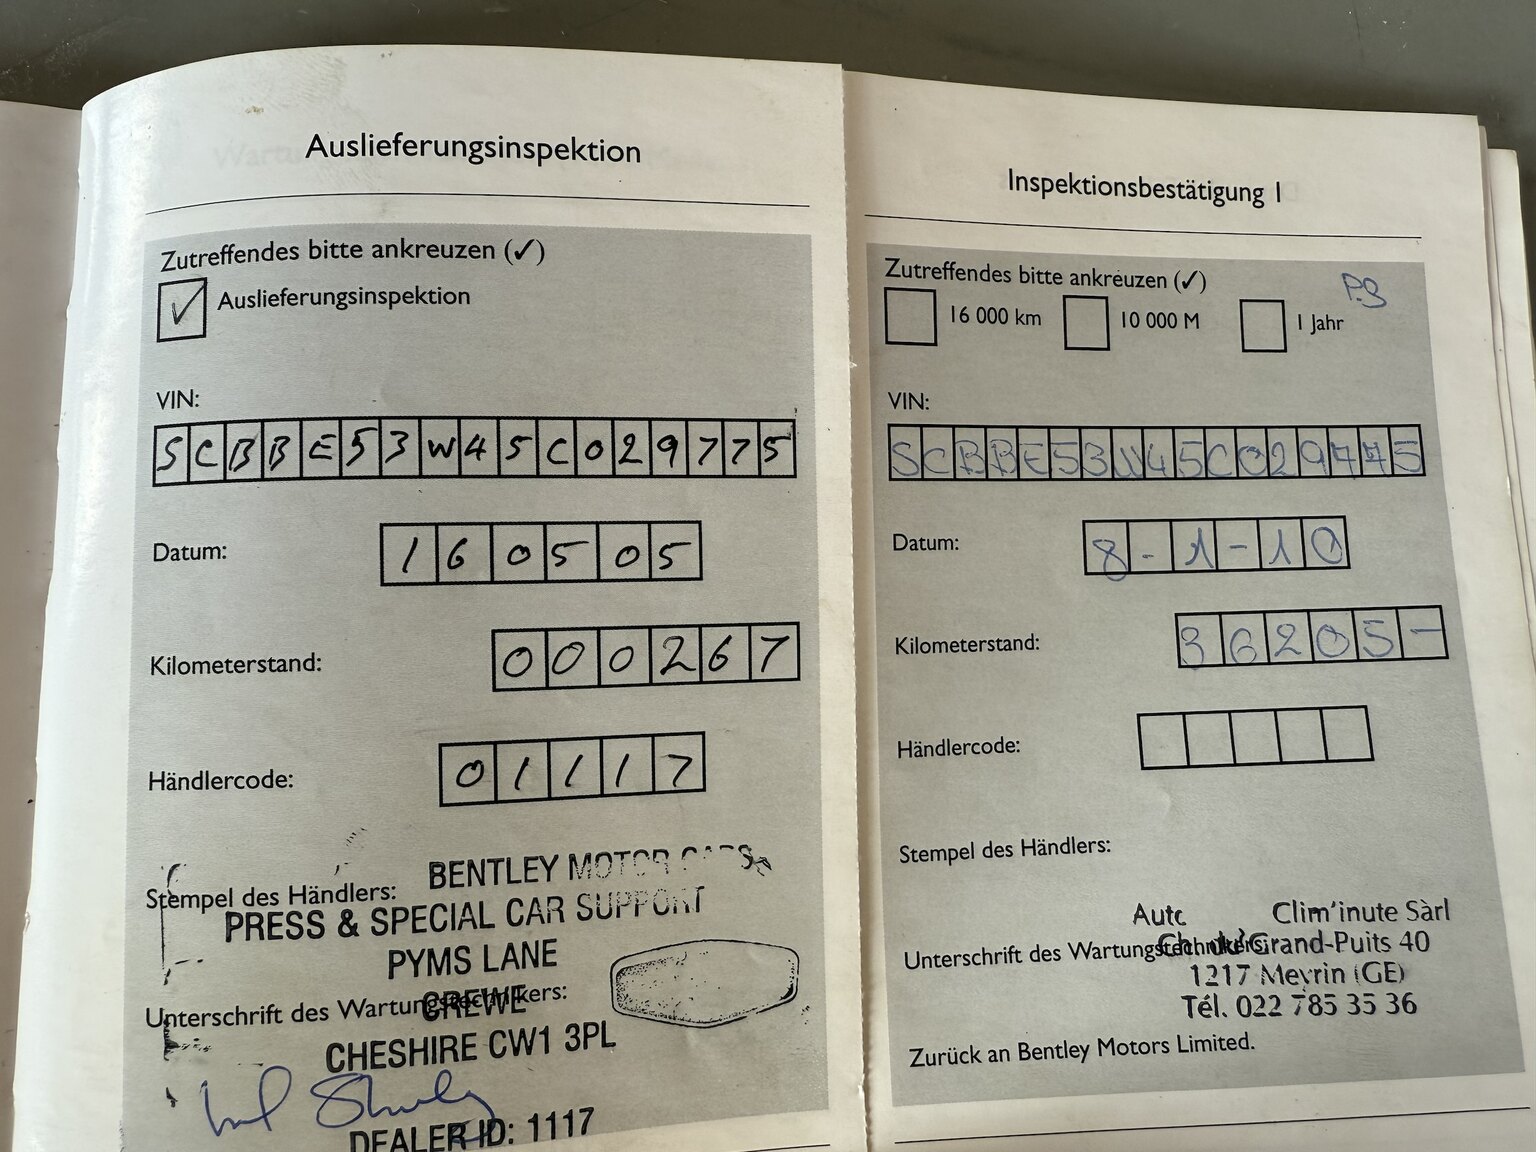 Auslieferungsinspektion
Zutreffendes bitte ankreuzen (✓)
✓ Auslieferungsinspektion
VIN:
SCBBE53W45C029775
Datum: 160505
Kilometerstand: 000267
Händlercode: 01117
Stempel des Händlers:
BENTLEY MOTOR CARS
PRESS & SPECIAL CAR SUPPORT
PYMS LANE
Unterschrift des Wartungstechnikers:
CREWE
CHESHIRE CW1 3PL
DEALER ID: 1117
Inspektionsbestätigung 1
Zutreffendes bitte ankreuzen (✓)
16 000 km 10 000 M 1 Jahr
VIN:
SCBBE53W45C029775
Datum: 8-1-10
Kilometerstand: 36205-
Händlercode:
Stempel des Händlers:
Clim'inute Sàrl
Unterschrift des Wartungstechnikers:
Grand-Puits 40
1217 Meyrin (GE)
Tél. 022 785 35 36
Zurück an Bentley Motors Limited.